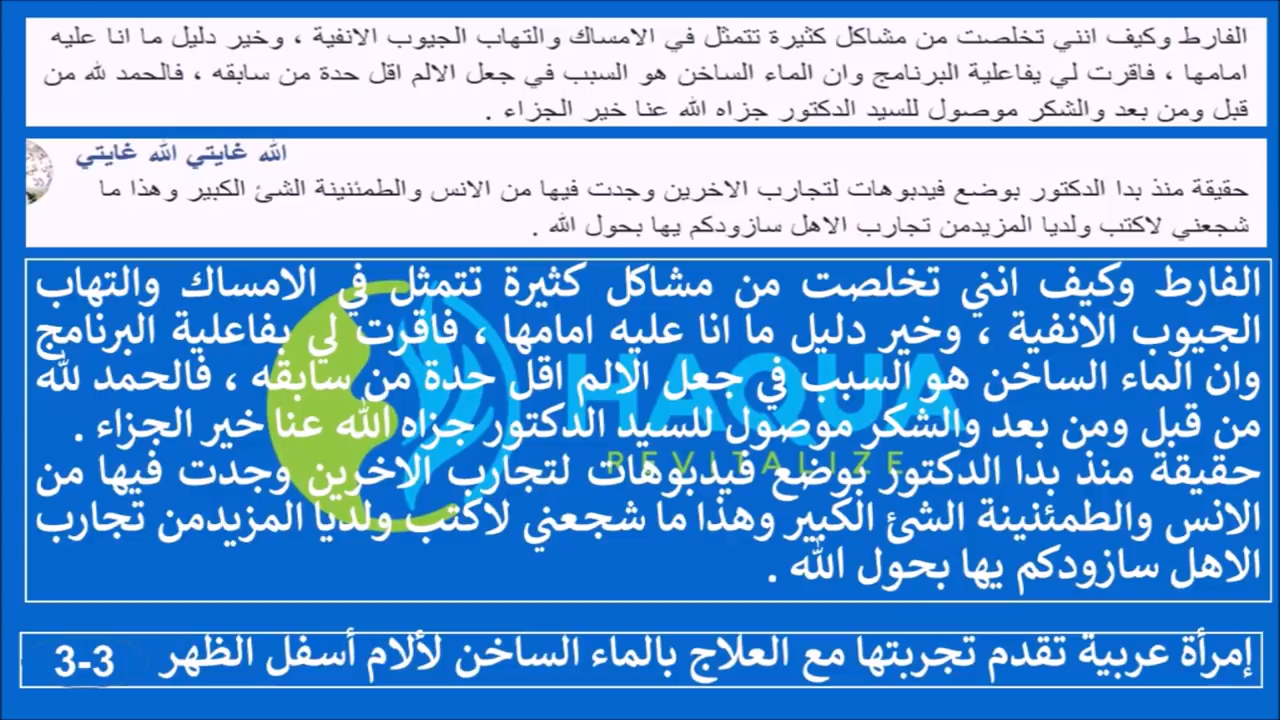 الفارط وكيف انني تخلصت من مشاكل كثيرة تتمثل في الامساك والتهاب الجيوب الانفية ، وخير دليل ما انا عليه
امامها ، فاقرت لي يفاعلية البرنامج وان الماء الساخن هو السبب في جعل الالم اقل حدة من سابقه ، فالحمد لله من
قبل ومن بعد والشكر موصول للسيد الدكتور جزاه الله عنا خير الجزاء .
الله غايتي الله غايتي
حقيقة منذ بدا الدكتور بوضع فيدبوهات لتجارب الاخرين وجدت فيها من الانس والطمئنينة الشئ الكبير وهذا ما
شجعني لاكتب ولديا المزيدمن تجارب الاهل سازودكم يها بحول الله .
الفارط وكيف انني تخلصت من مشاكل كثيرة تتمثل في الامساك والتهاب
الجيوب الانفية ، وخير دليل ما انا عليه امامها ، فاقرت لي يفاعلية البرنامج
وان الماء الساخن هو السبب في جعل الالم اقل حدة من سابقه ، فالحمد لله
من قبل ومن بعد والشكر موصول للسيد الدكتور جزاه الله عنا خير الجزاء .
حقيقة منذ بدا الدكتور بوضع فيدبوهات لتجارب الاخرين وجدت فيها من
الانس والطمئنينة الشئ الكبير وهذا ما شجعني لاكتب ولديا المزيدمن تجارب
الاهل سازودكم يها بحول الله .
HAQUA
REVITALIZE
إمرأة عربية تقدم تجربتها مع العلاج بالماء الساخن لألام أسفل الظهر 3-3